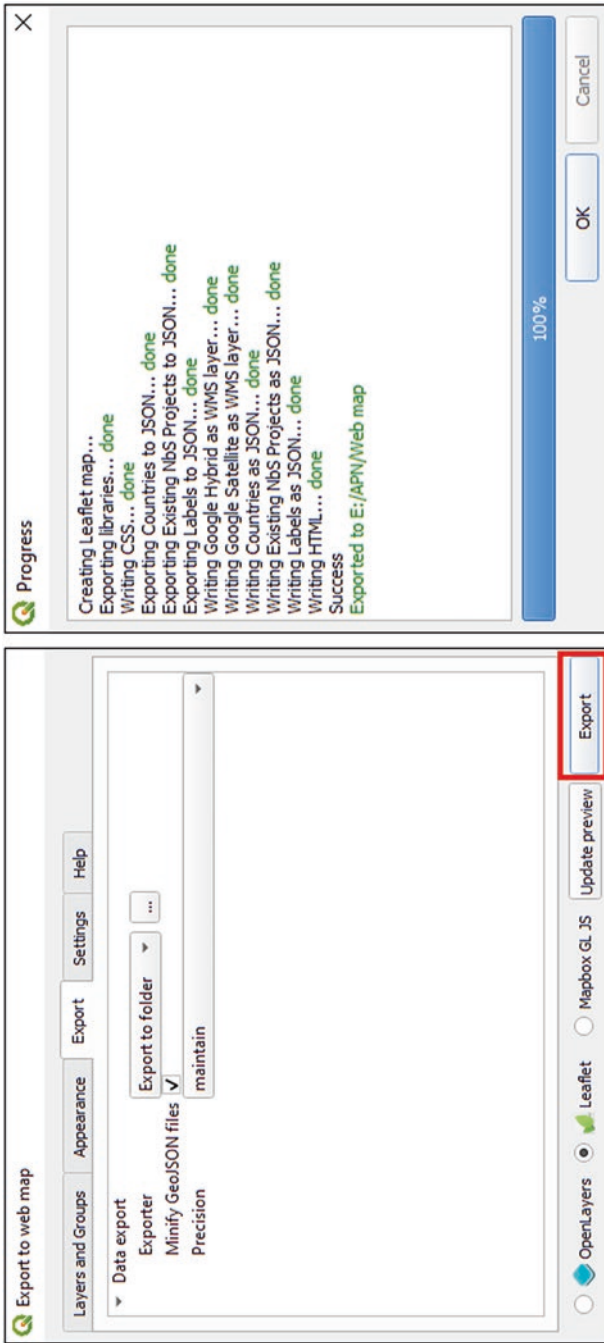 Export to web map
Layers and Groups Appearance Export Settings Help
Data export
Exporter Export to folder ...
Minify GeoJSON files
Precision maintain
OpenLayers Leaflet Mapbox GL JS Update preview Export
Progress
Creating Leaflet map...
Exporting libraries... done
Writing CSS... done
Exporting Countries to JSON... done
Exporting Existing NbS Projects to JSON... done
Exporting Labels to JSON... done
Writing Google Hybrid as WMS layer... done
Writing Google Satellite as WMS layer... done
Writing Countries as JSON... done
Writing Existing NbS Projects as JSON... done
Writing Labels as JSON... done
Writing HTML... done
Success
Exported to E:/APN/Web map
100%
OK Cancel